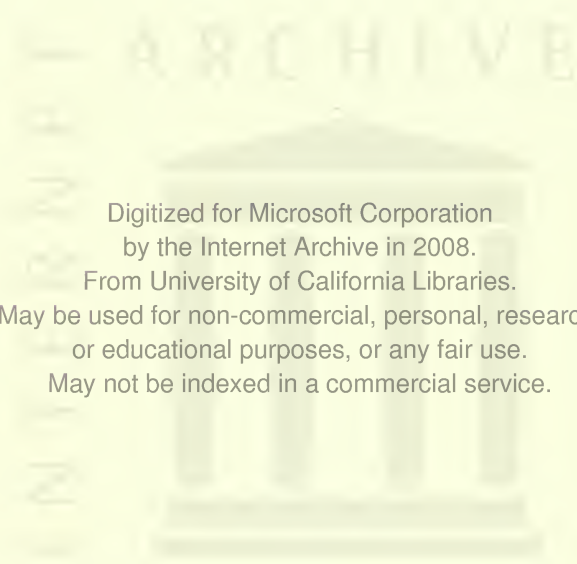 ARCHIVE
Digitized for Microsoft Corporation
by the Internet Archive in 2008.
From University of California Libraries.
May be used for non-commercial, personal, researc
or educational purposes, or any fair use.
May not be indexed in a commercial service.
INTERNET